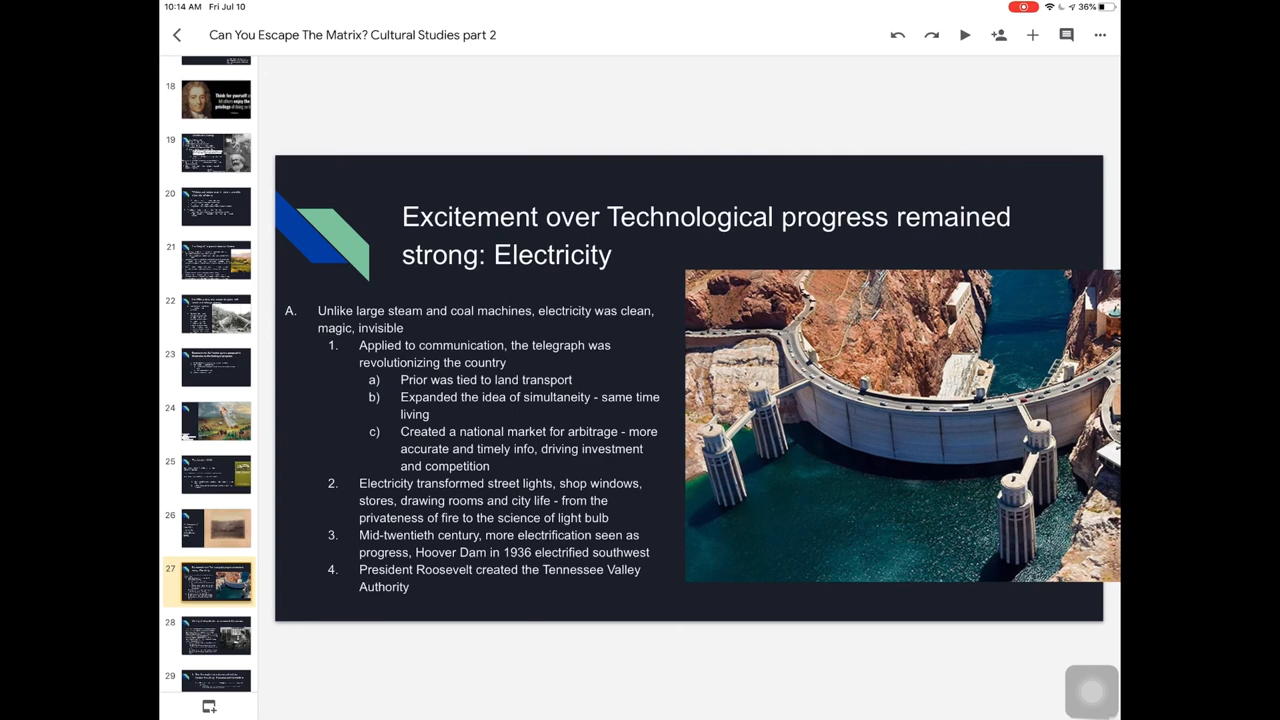 10:14 AM Fri Jul 10
36%
Can You Escape The Matrix? Cultural Studies part 2
18
Think for yourself
19
20
21
22
23
24
25
26
27
28
29
Excitement over Technological progress remained
strong: Electricity
A. Unlike large steam and coal machines, electricity was clean,
magic, invisible
1. Applied to communication, the telegraph was
revolutionizing the country
a) Prior was tied to land transport
b) Expanded the idea of simultaneity - same time
living
c) Created a national market for arbitrage - more
accurate and timely info, driving investment
and competition
2. Electricity transformed street lights, shop windows,
stores, drawing rooms and city life - from the
privateness of fire to the science of light bulb
3. Mid-twentieth century, more electrification seen as
progress, Hoover Dam in 1936 electrified southwest
4. President Roosevelt created the Tennessee Valley
Authority